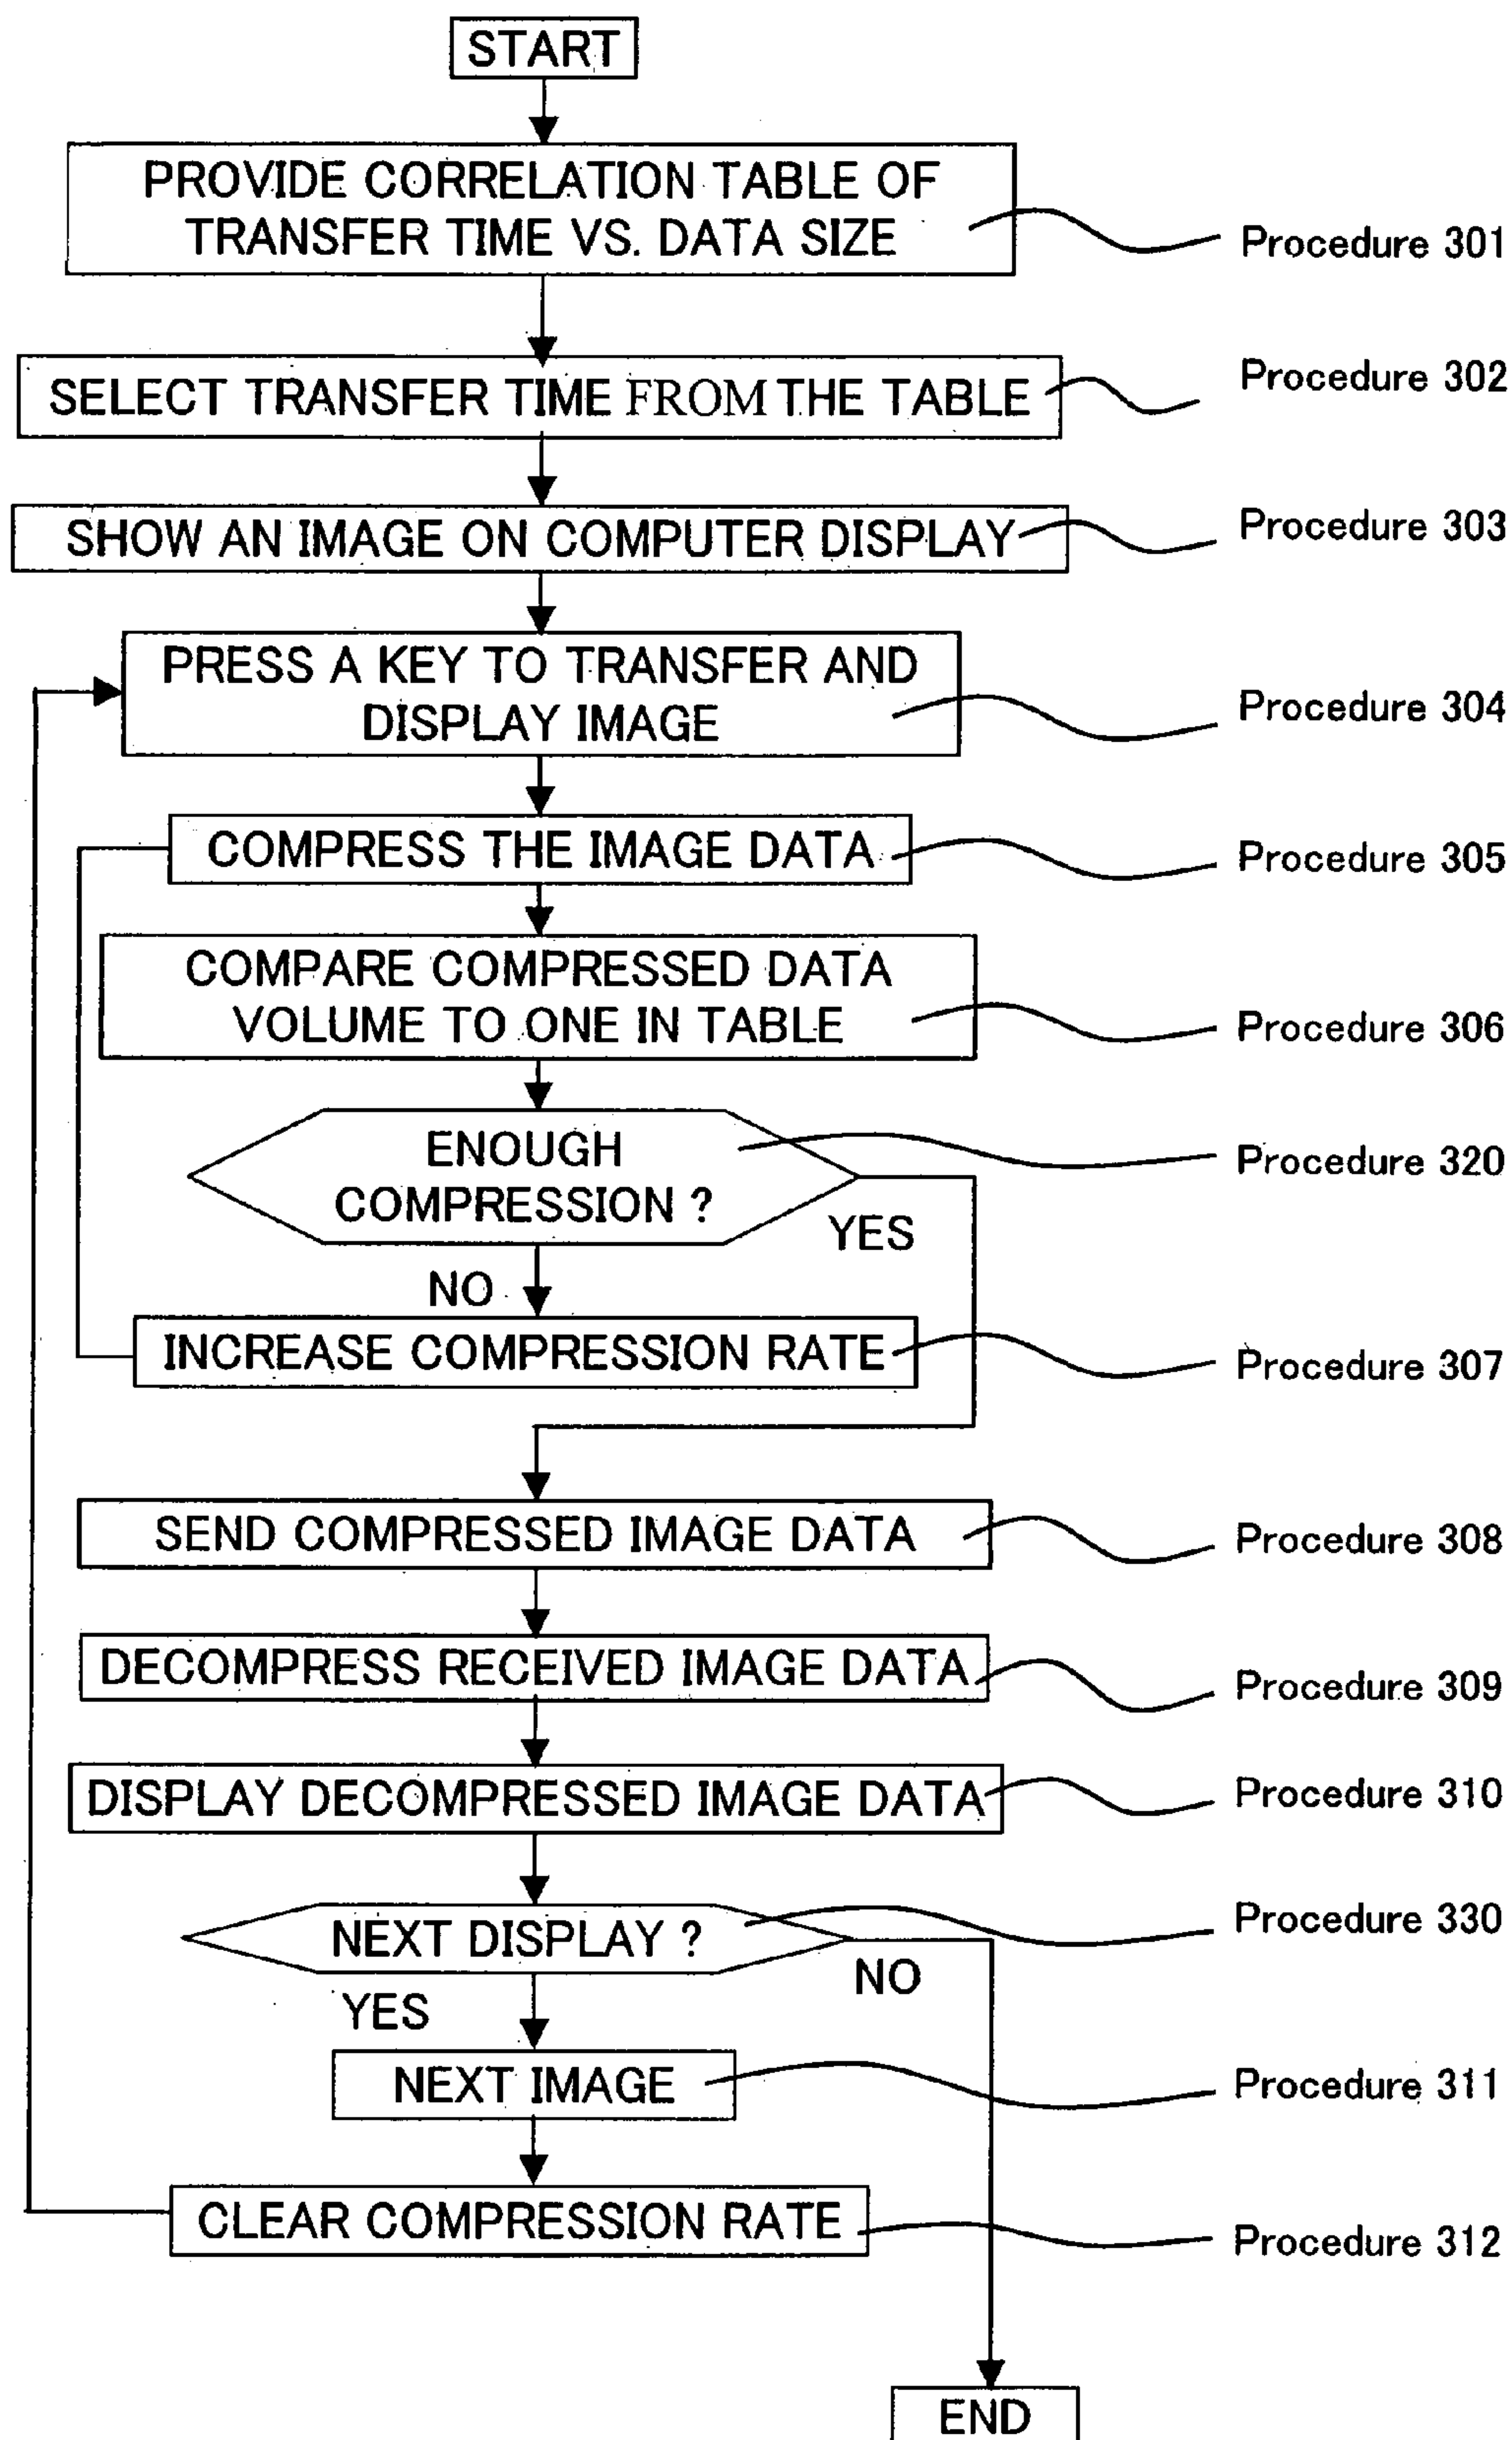 START
PROVIDE CORRELATION TABLE OF
TRANSFER TIME VS. DATA SIZE
Procedure 301
SELECT TRANSFER TIME FROM THE TABLE
Procedure 302
SHOW AN IMAGE ON COMPUTER DISPLAY
Procedure 303
PRESS A KEY TO TRANSFER AND
DISPLAY IMAGE
Procedure 304
COMPRESS THE IMAGE DATA
Procedure 305
COMPARE COMPRESSED DATA
VOLUME TO ONE IN TABLE
Procedure 306
ENOUGH
COMPRESSION ?
Procedure 320
YES
NO
INCREASE COMPRESSION RATE
Procedure 307
SEND COMPRESSED IMAGE DATA
Procedure 308
DECOMPRESS RECEIVED IMAGE DATA
Procedure 309
DISPLAY DECOMPRESSED IMAGE DATA
Procedure 310
NEXT DISPLAY ?
Procedure 330
NO
YES
NEXT IMAGE
Procedure 311
CLEAR COMPRESSION RATE
Procedure 312
END